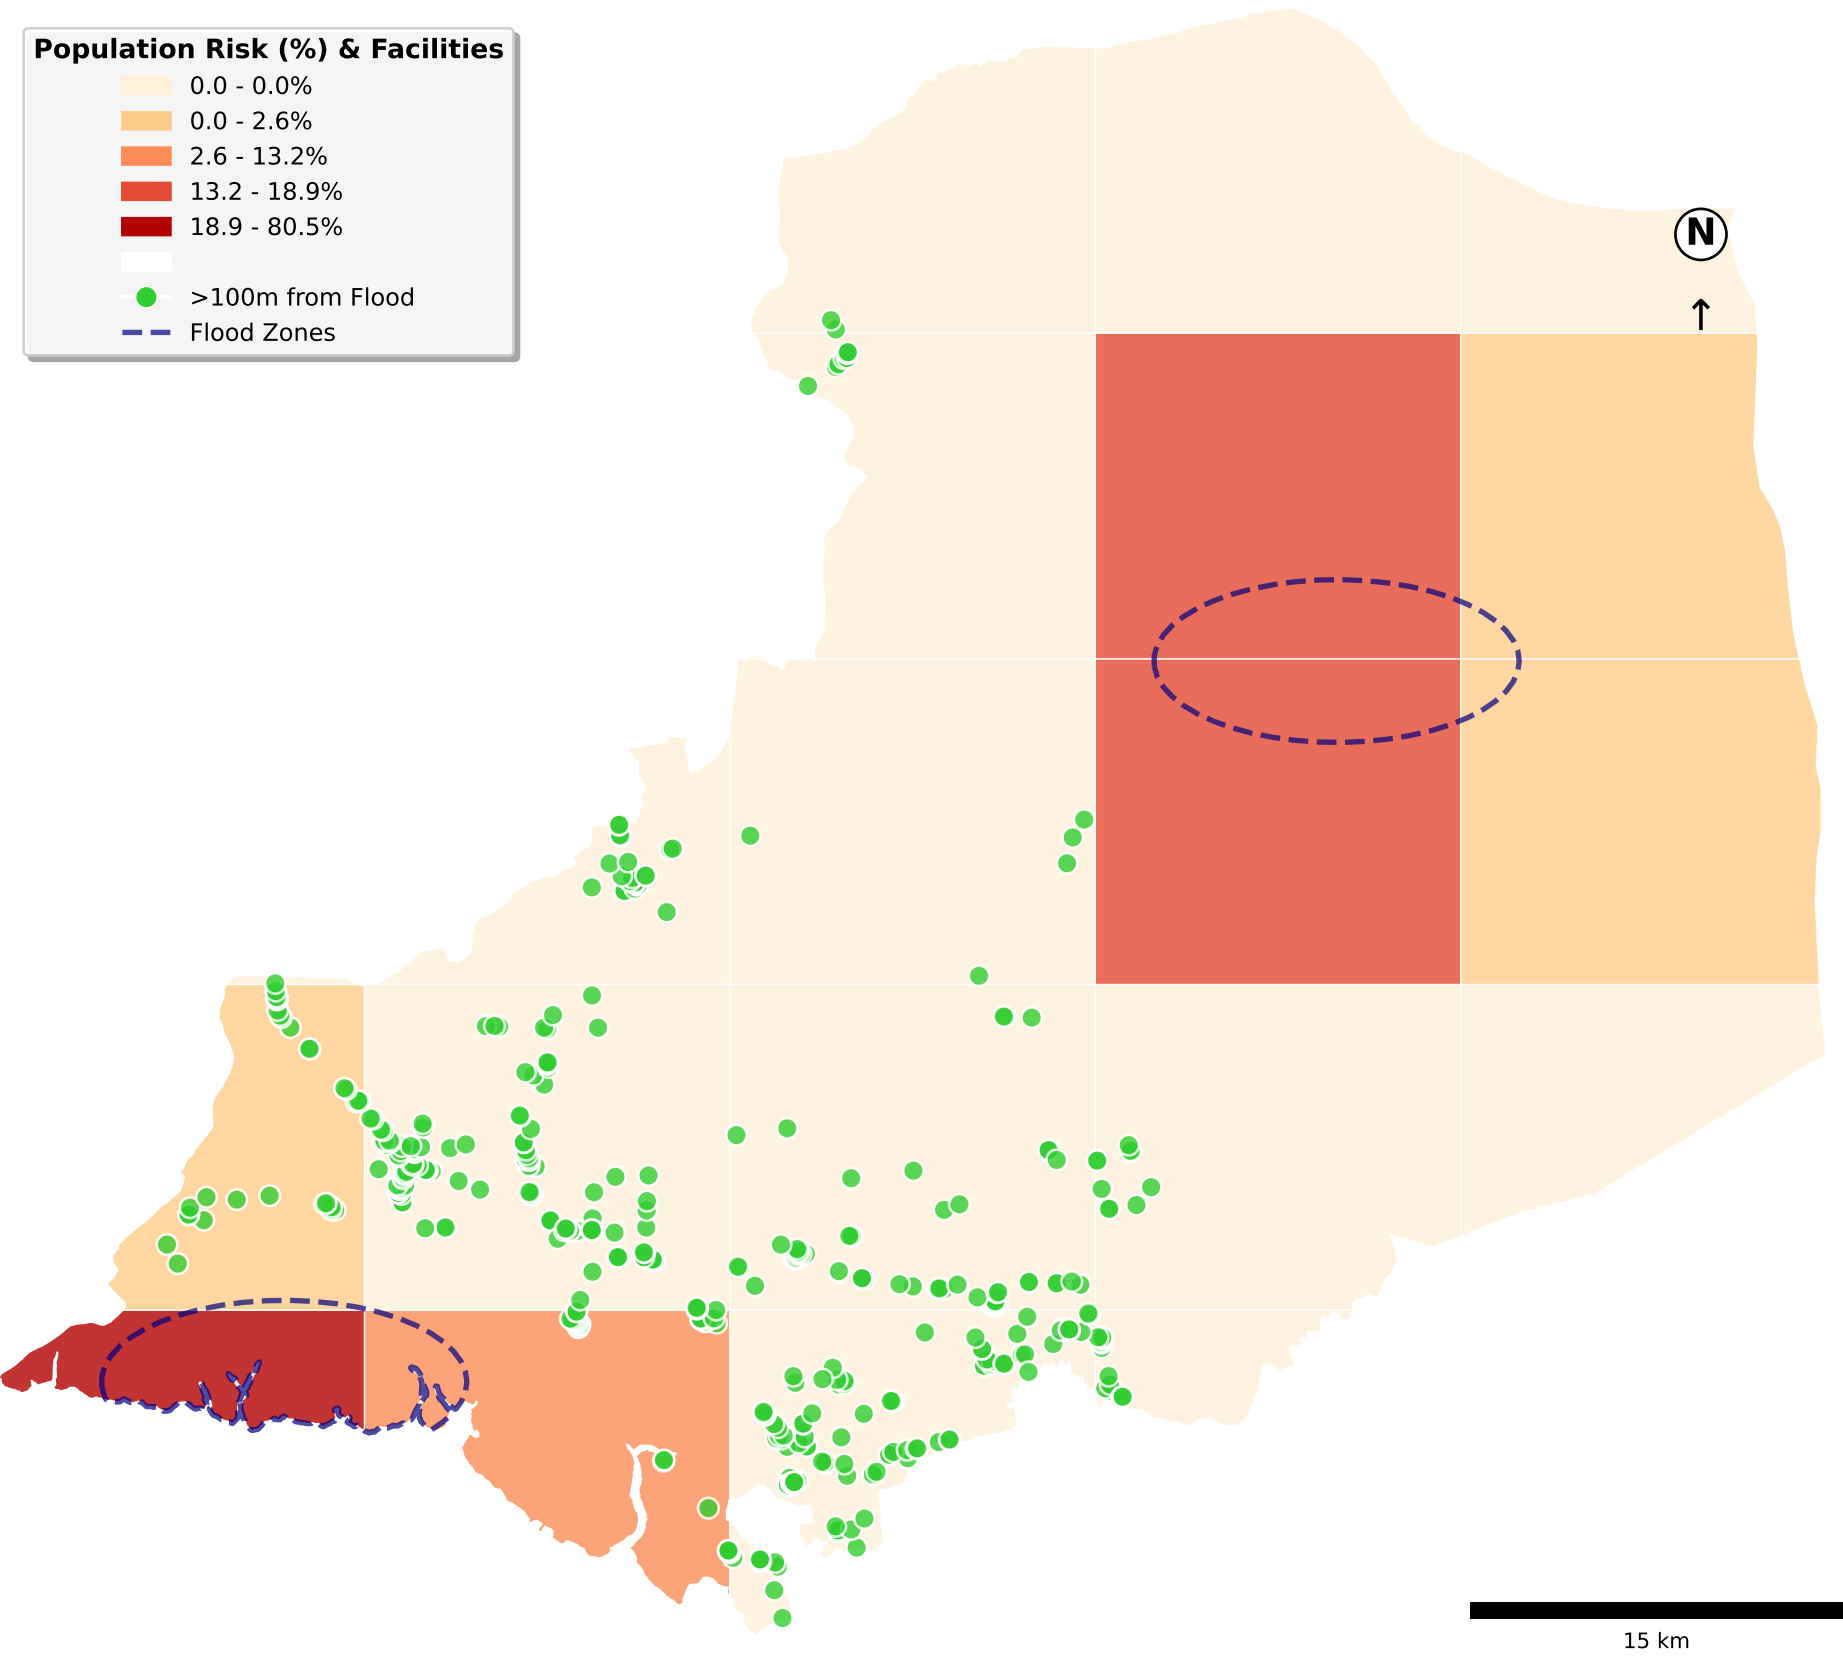 Population Risk (%) & Facilities
0.0 - 0.0%
0.0 - 2.6%
2.6 - 13.2%
13.2 - 18.9%
18.9 - 80.5%
>100m from Flood
Flood Zones
N
↑
15 km